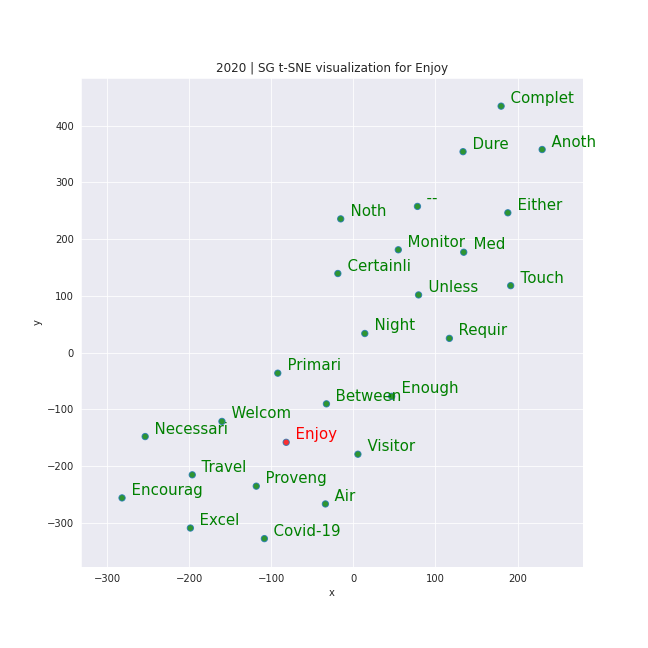 2020 | SG t-SNE visualization for Enjoy
Complet
Dure
Anoth
--
Noth
Either
Monitor
Med
Certainli
Touch
Unless
Night
Requir
Primari
Enough
Between
Welcom
Necessari
Enjoy
Visitor
Travel
Proveng
Encourag
Air
Excel
Covid-19
400
300
200
100
0
−100
−200
−300
y
−300 −200 −100 0 100 200
x